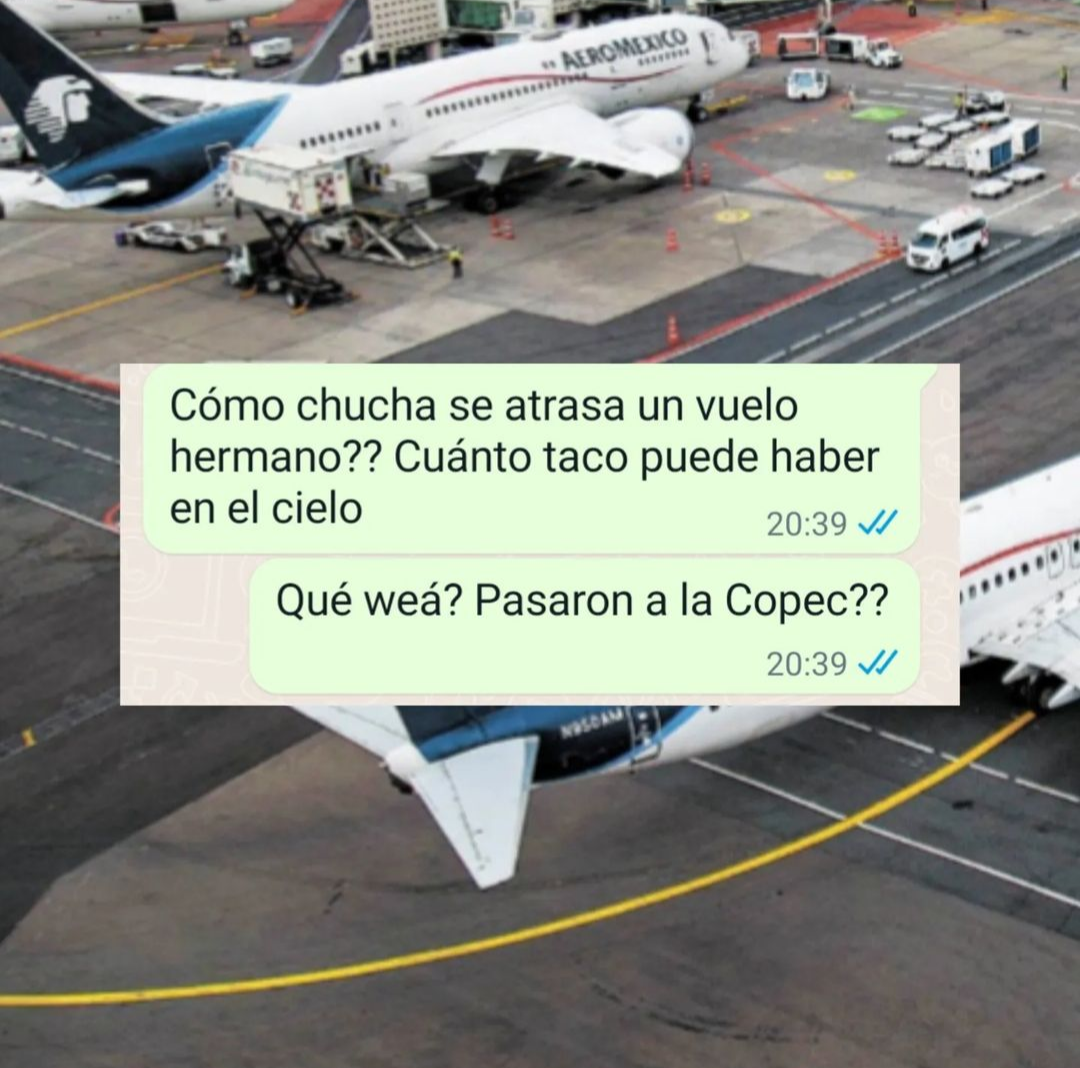 AEROMEXICO
Cómo chucha se atrasa un vuelo
hermano?? Cuánto taco puede haber
en el cielo
20:39
Qué weá? Pasaron a la Copec??
20:39